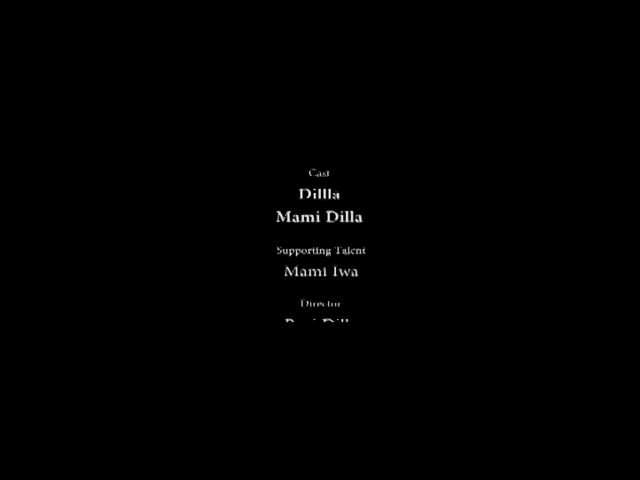 Cast
Dillla
Mami Dilla
Supporting Talent
Mami Iwa
Director